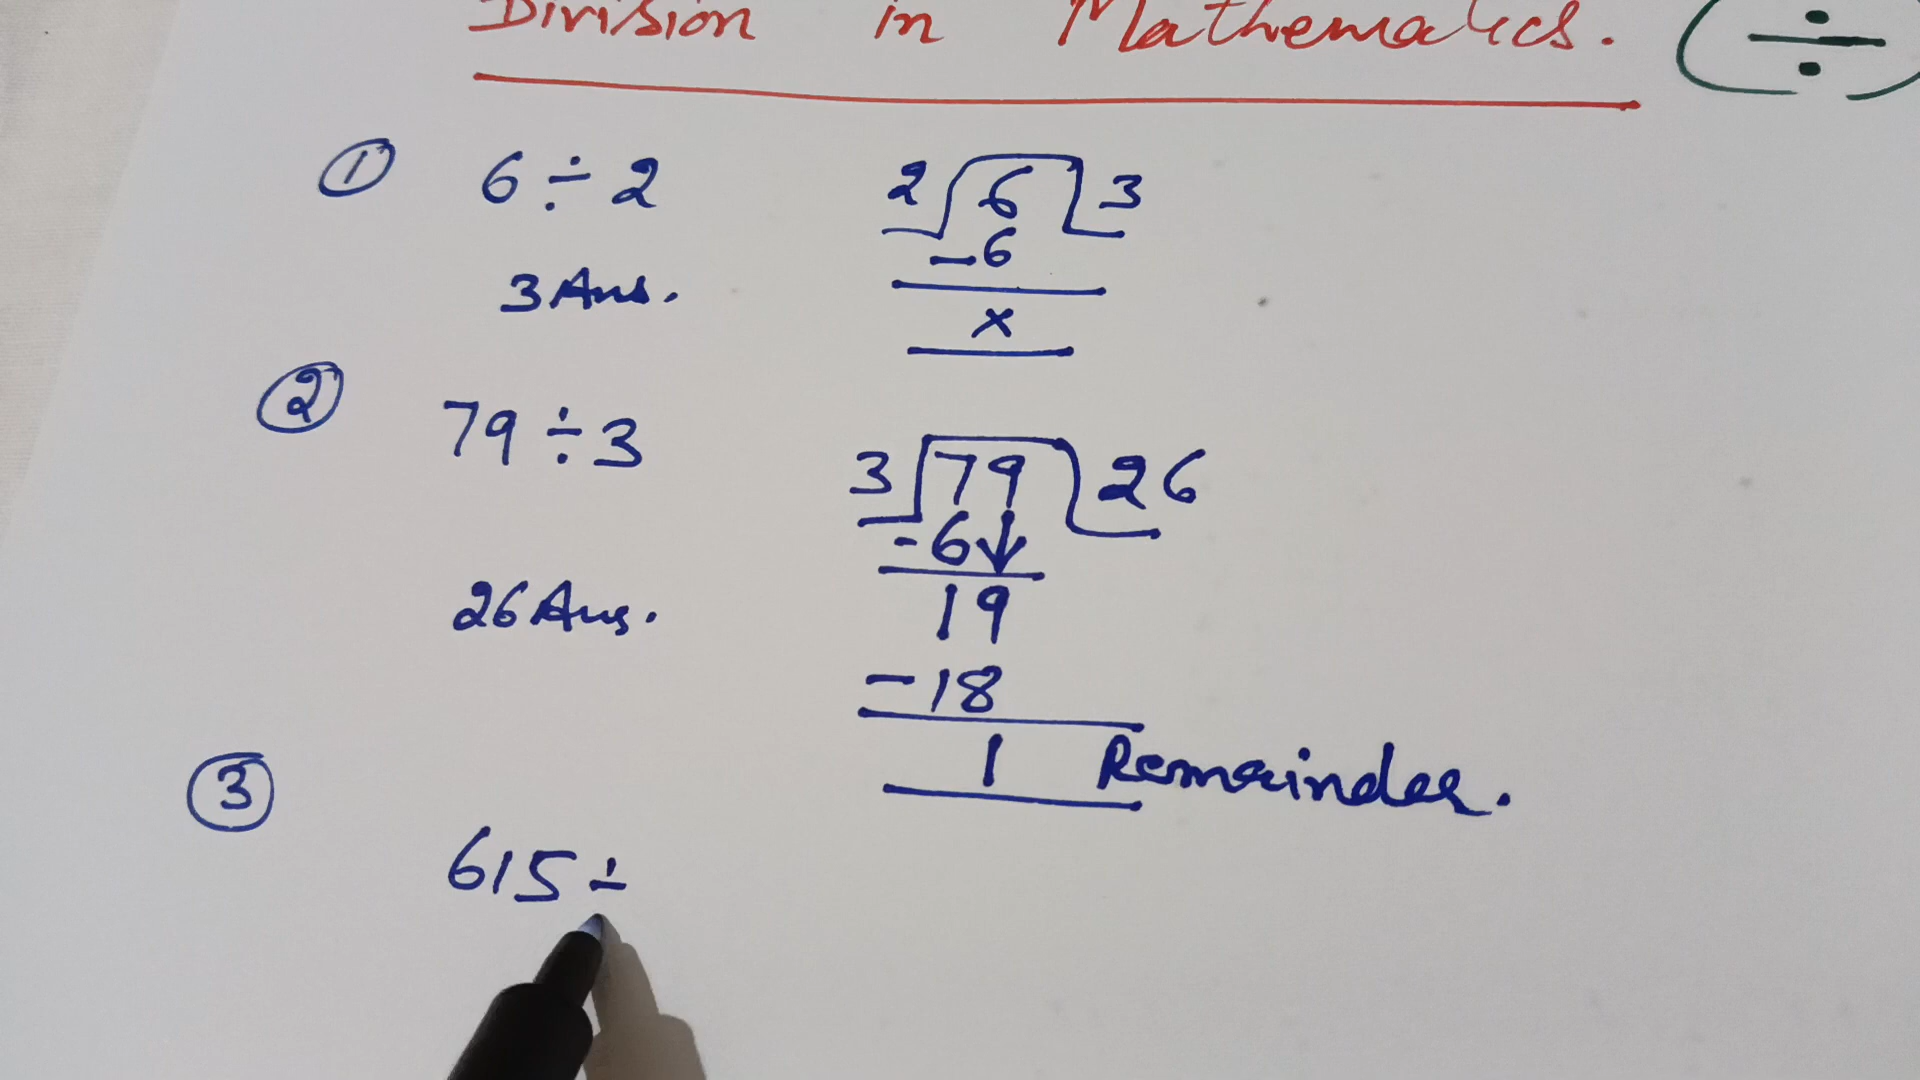 Division in Mathematics. (÷)
① 6 ÷ 2
2 6 3
-6
x
3 Ans.
② 79 ÷ 3
3 79 26
-6↓
19
26 Ans.
-18
1 Remainder.
③
615 ÷